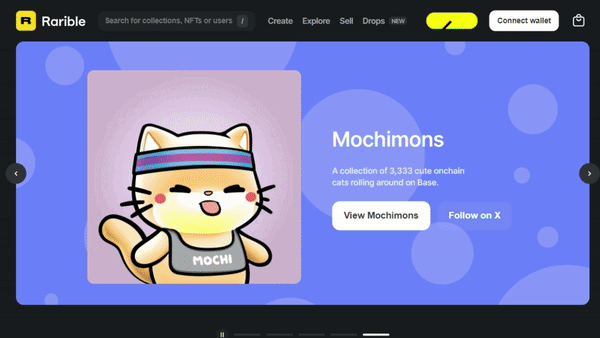 Rarible
Search for collections, NFTs or users /
Create Explore Sell Drops NEW
Connect wallet
Mochimons
A collection of 3,333 cute onchain
cats rolling around on Base.
View Mochimons Follow on X
MOCHI